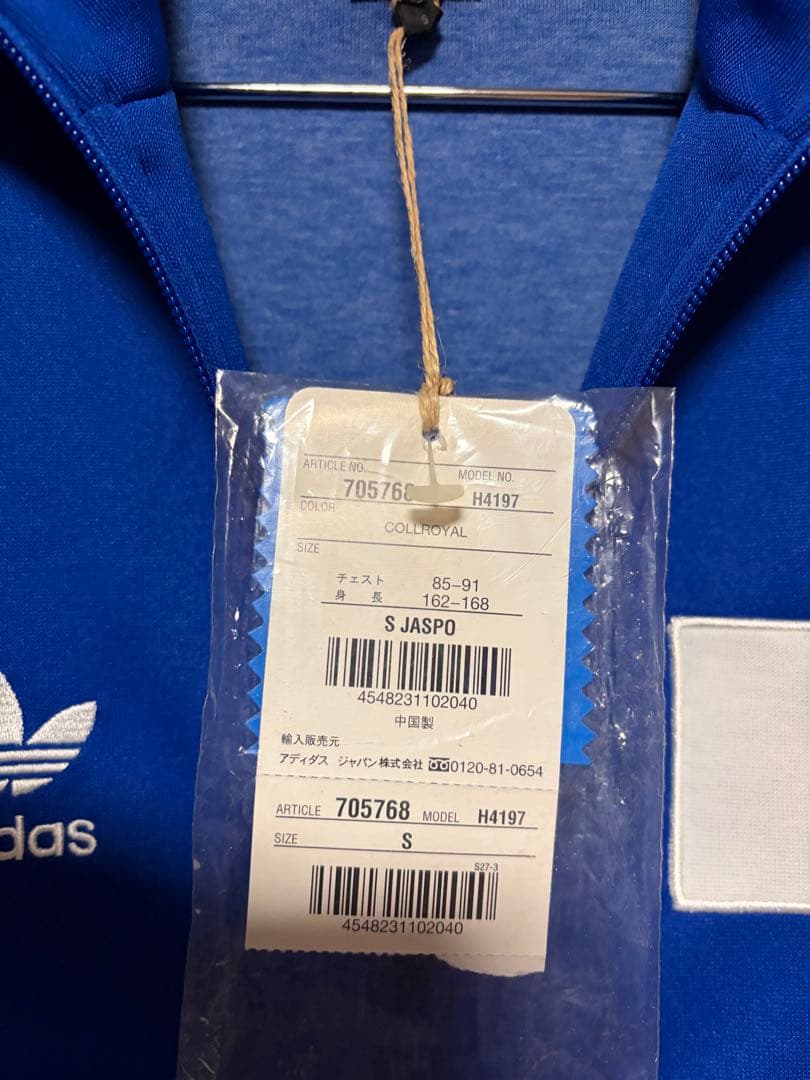 ARTICLE NO. MODEL NO.
705768 H4197
COLOR
COLLROYAL
SIZE
チェスト 85-91
身長 162-168
S JASPO
4548231102040
中国製
輸入販売元
アディダス ジャパン株式会社 0120-81-0654
ARTICLE 705768 MODEL H4197
SIZE S
S27-3
4548231102040
das